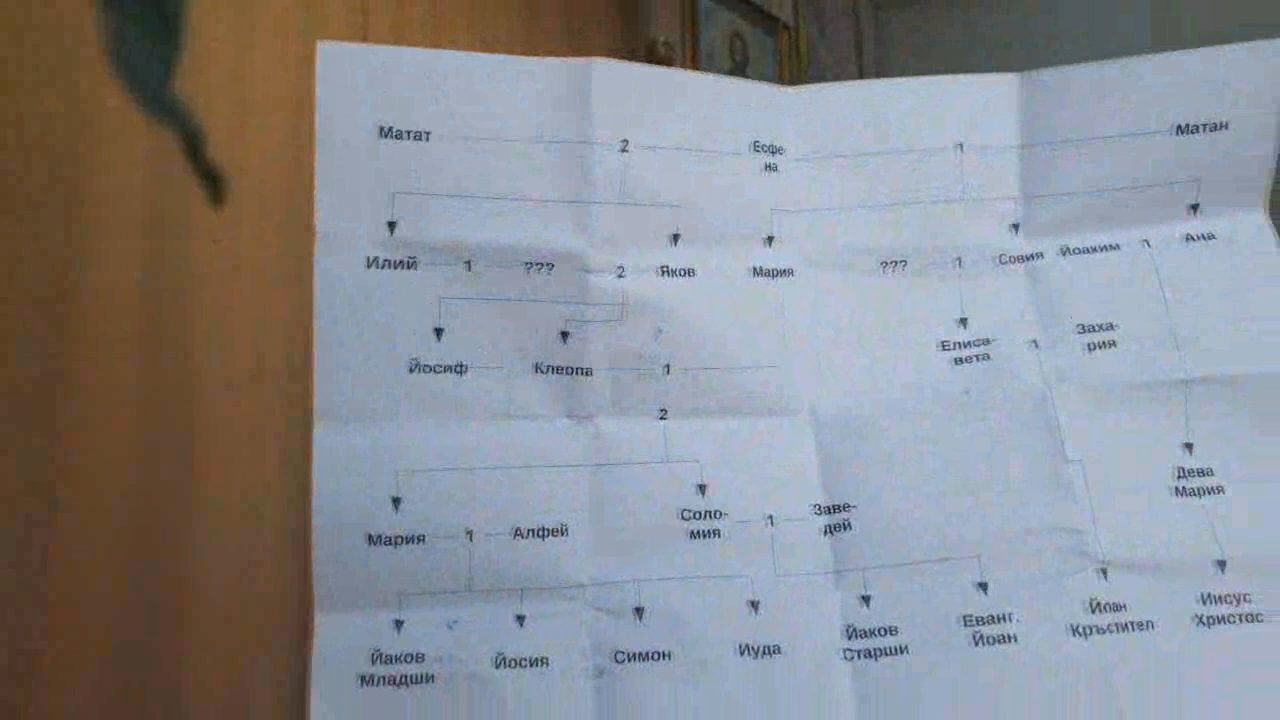 Матат 2 Есфе- 1 Матан
на
Илий 1 ??? 2 Яков Мария ??? 1 Совия Йоаким 1 Ана
Йосиф Клеопа 1 Елиса- 1 Заха-
вета рия
2
Дева
Мария
Мария 1 Алфей Соло- 1 Заве-
мия дей
Йаков Йосия Симон Иуда Йаков Еванг. Йоан Иисус
Младши Старши Йоан Кръстител Христос